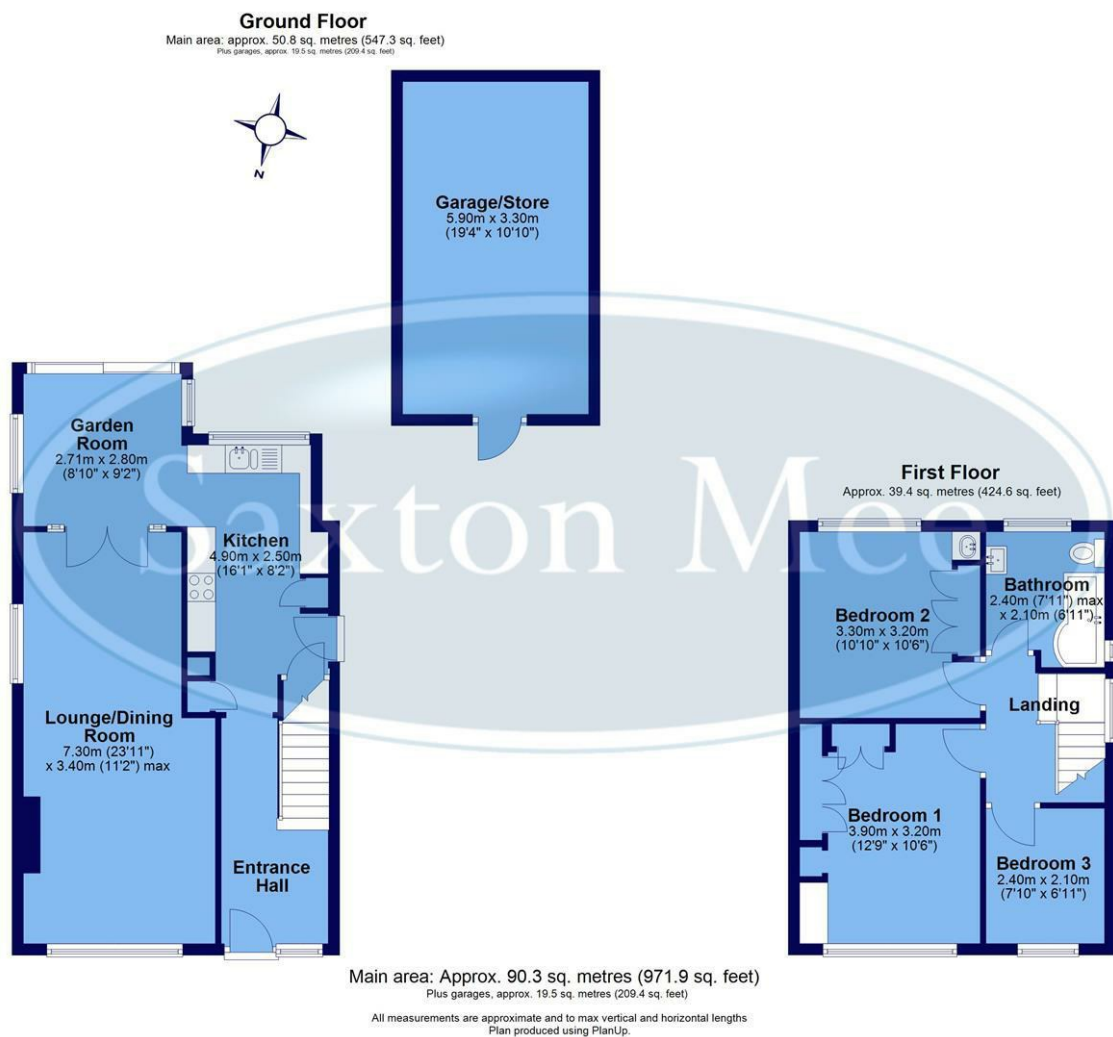 Ground Floor
Main area: approx. 50.8 sq. metres (547.3 sq. feet)
Plus garages, approx. 19.5 sq. metres (209.4 sq. feet)
N
Garage/Store
5.90m x 3.30m
(19'4" x 10'10")
Garden
Room
2.71m x 2.80m
(8'10" x 9'2")
Kitchen
4.90m x 2.50m
(16'1" x 8'2")
Lounge/Dining
Room
7.30m (23'11")
x 3.40m (11'2") max
Entrance
Hall
Saxton Mee
First Floor
Approx. 39.4 sq. metres (424.6 sq. feet)
Bedroom 2
3.30m x 3.20m
(10'10" x 10'6")
Bathroom
2.40m (7'11") max
x 2.10m (6'11")
Landing
Bedroom 1
3.90m x 3.20m
(12'9" x 10'6")
Bedroom 3
2.40m x 2.10m
(7'10" x 6'11")
Main area: Approx. 90.3 sq. metres (971.9 sq. feet)
Plus garages, approx. 19.5 sq. metres (209.4 sq. feet)
All measurements are approximate and to max vertical and horizontal lengths
Plan produced using PlanUp.